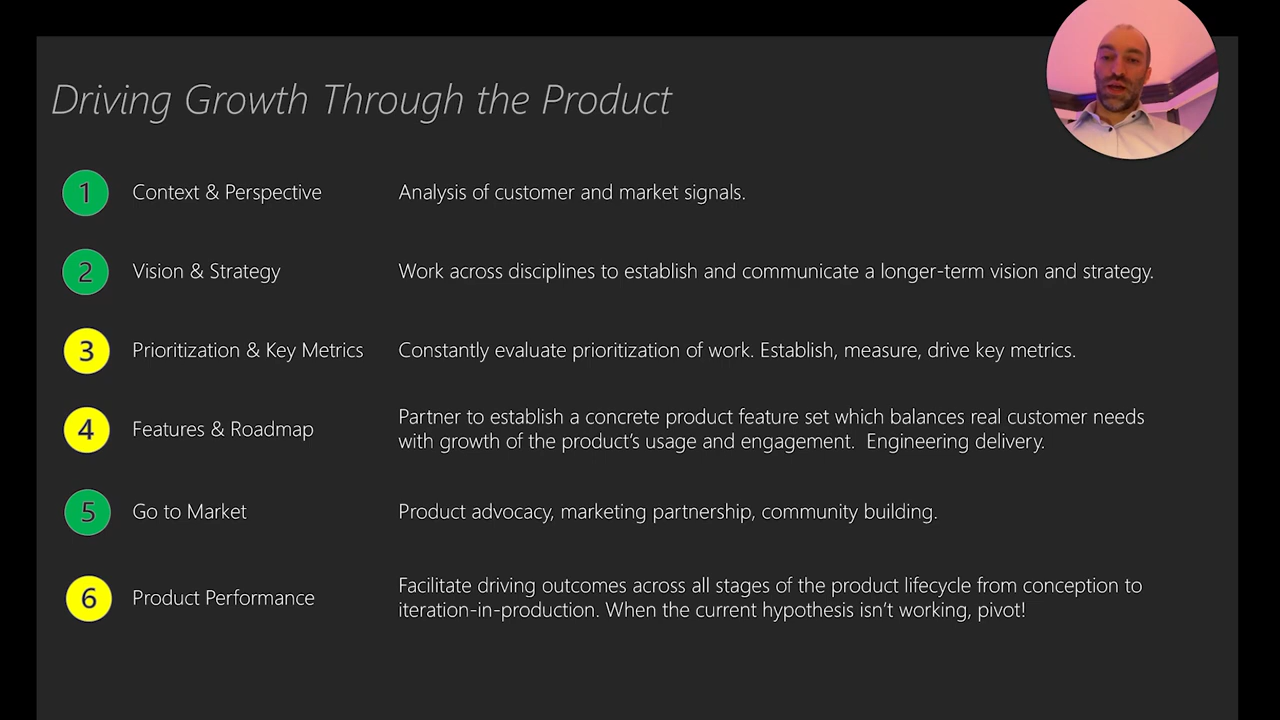 Driving Growth Through the Product
1 Context & Perspective Analysis of customer and market signals.
2 Vision & Strategy Work across disciplines to establish and communicate a longer-term vision and strategy.
3 Prioritization & Key Metrics Constantly evaluate prioritization of work. Establish, measure, drive key metrics.
4 Features & Roadmap Partner to establish a concrete product feature set which balances real customer needs
with growth of the product’s usage and engagement.  Engineering delivery.
5 Go to Market Product advocacy, marketing partnership, community building.
6 Product Performance Facilitate driving outcomes across all stages of the product lifecycle from conception to
iteration-in-production. When the current hypothesis isn’t working, pivot!